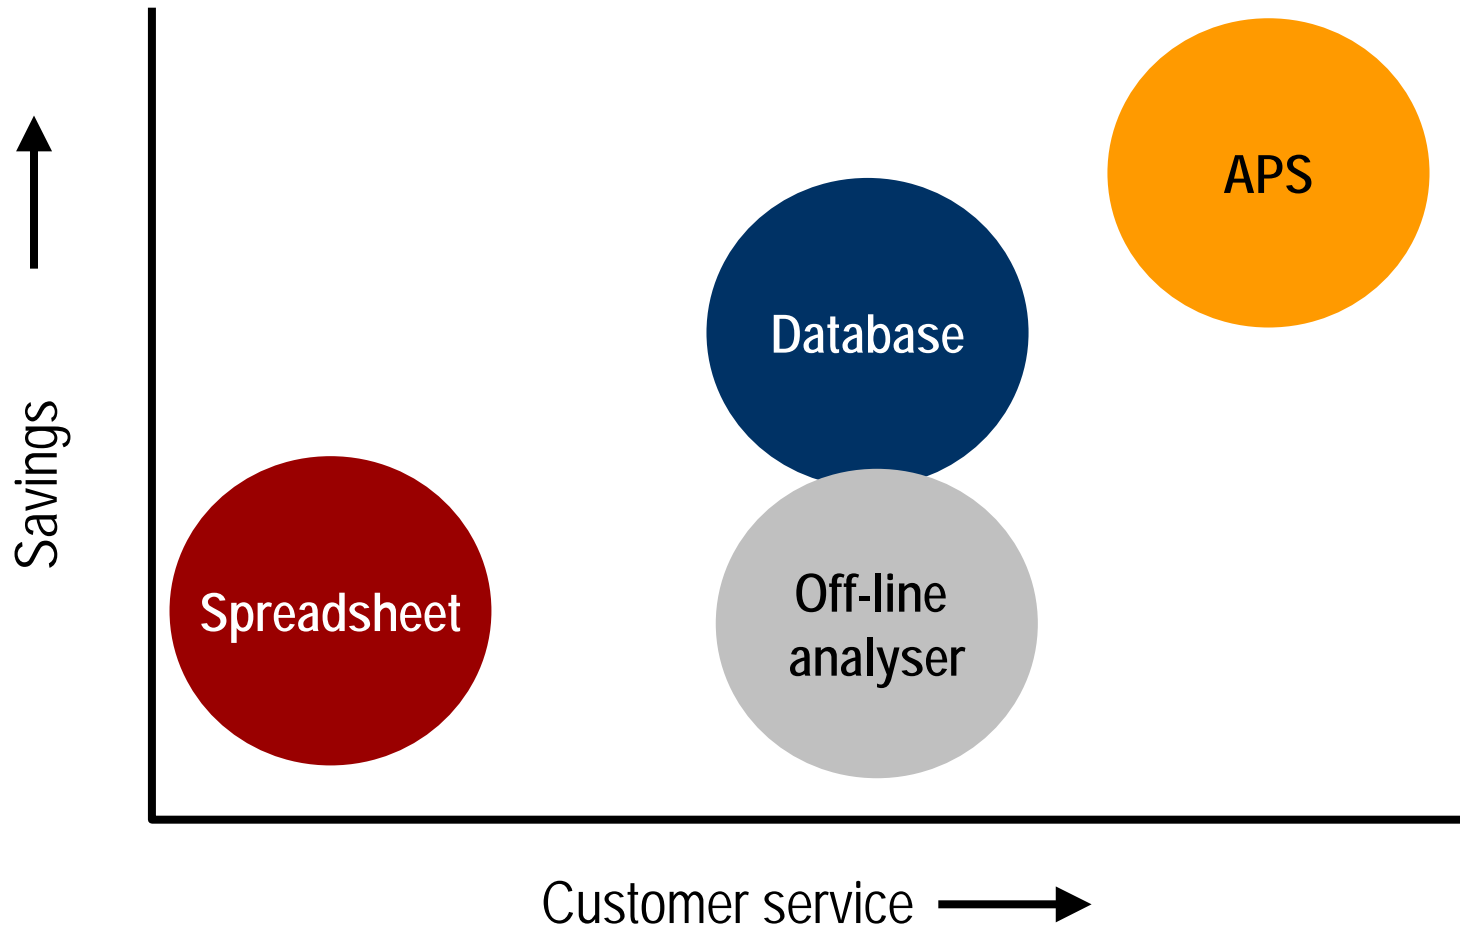 APS
Database
Savings
Spreadsheet
Off-line
analyser
Customer service